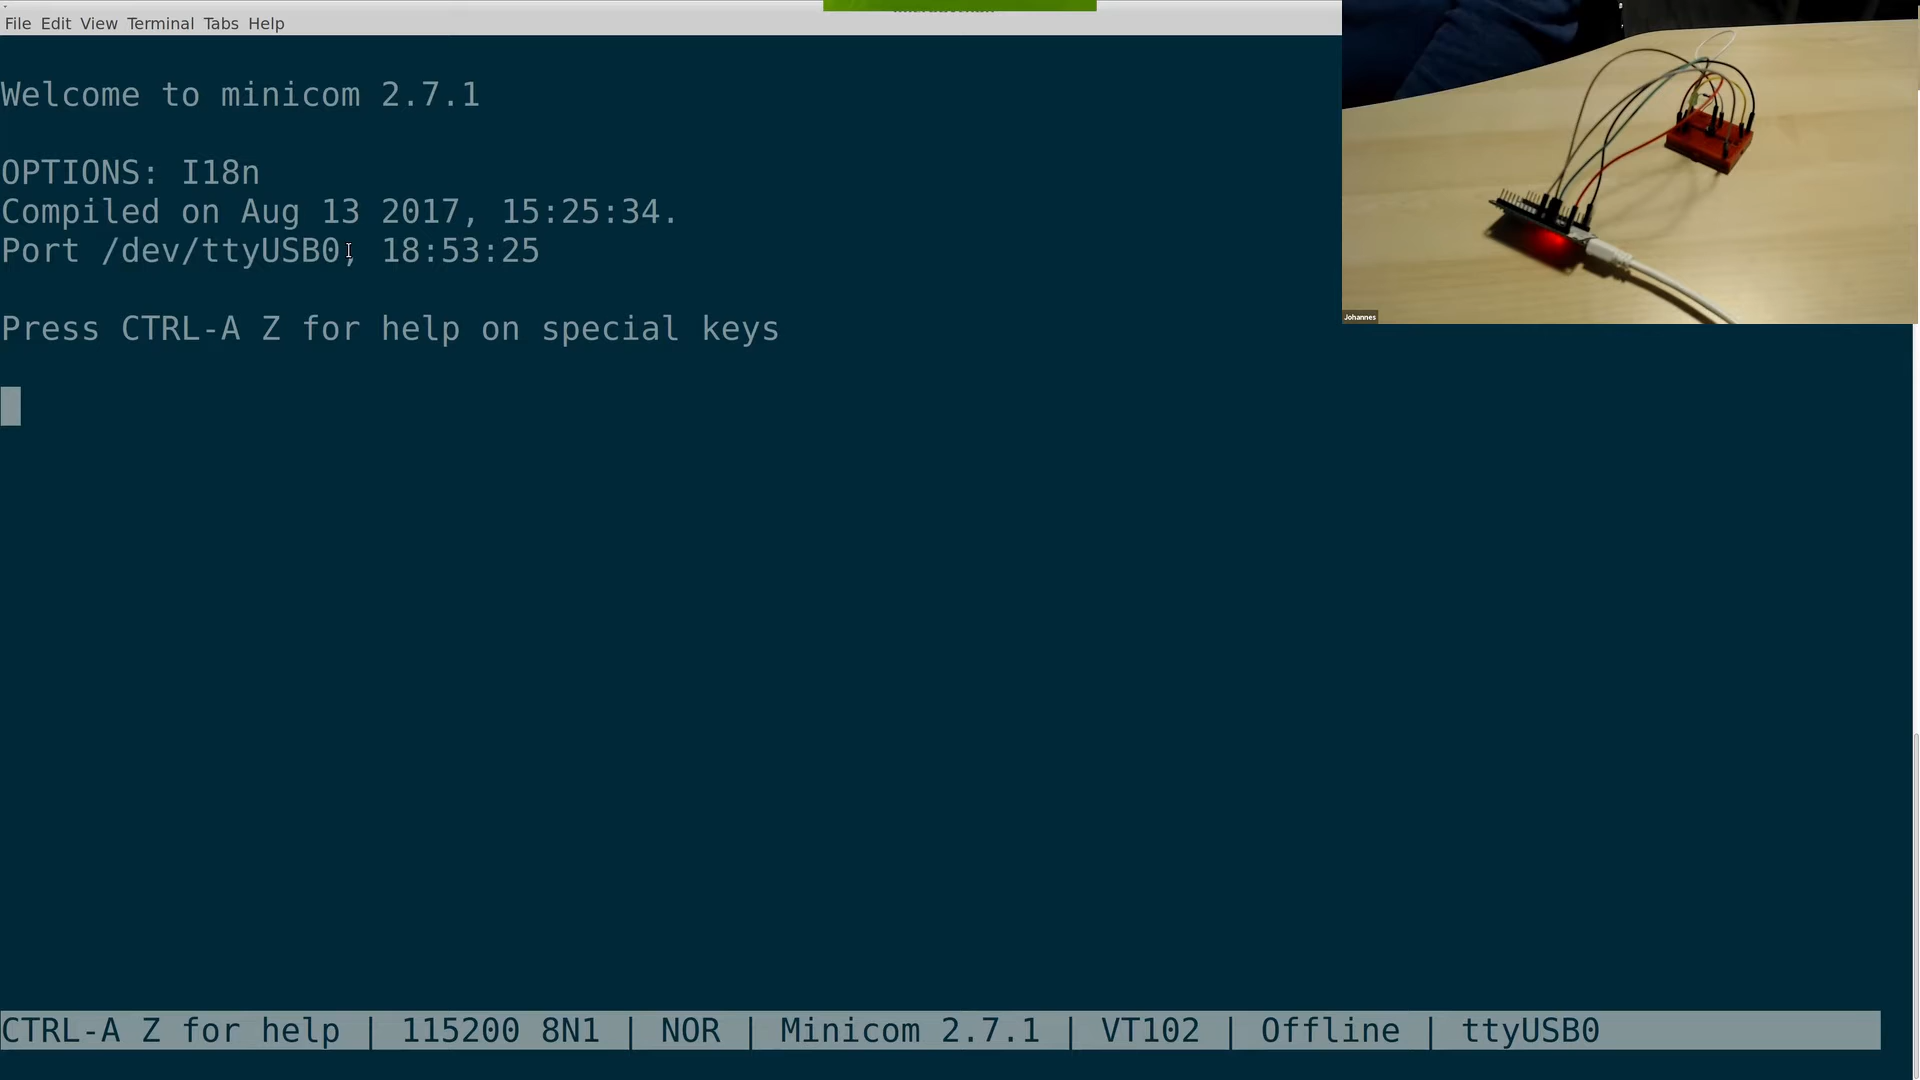 File Edit View Terminal Tabs Help
Welcome to minicom 2.7.1
OPTIONS: I18n
Compiled on Aug 13 2017, 15:25:34.
Port /dev/ttyUSB0, 18:53:25
Press CTRL-A Z for help on special keys
Johannes
CTRL-A Z for help | 115200 8N1 | NOR | Minicom 2.7.1 | VT102 | Offline | ttyUSB0